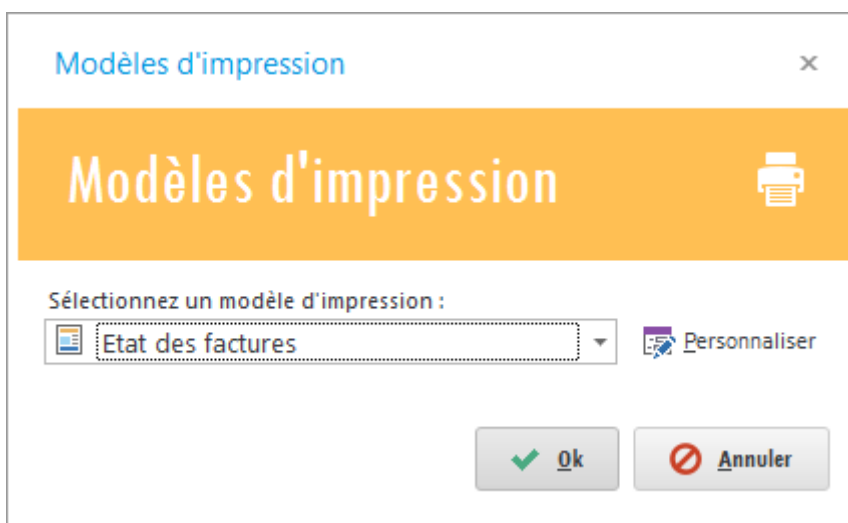 Modèles d'impression
Modèles d'impression
Sélectionnez un modèle d'impression :
Etat des factures
Personnaliser
Ok
Annuler